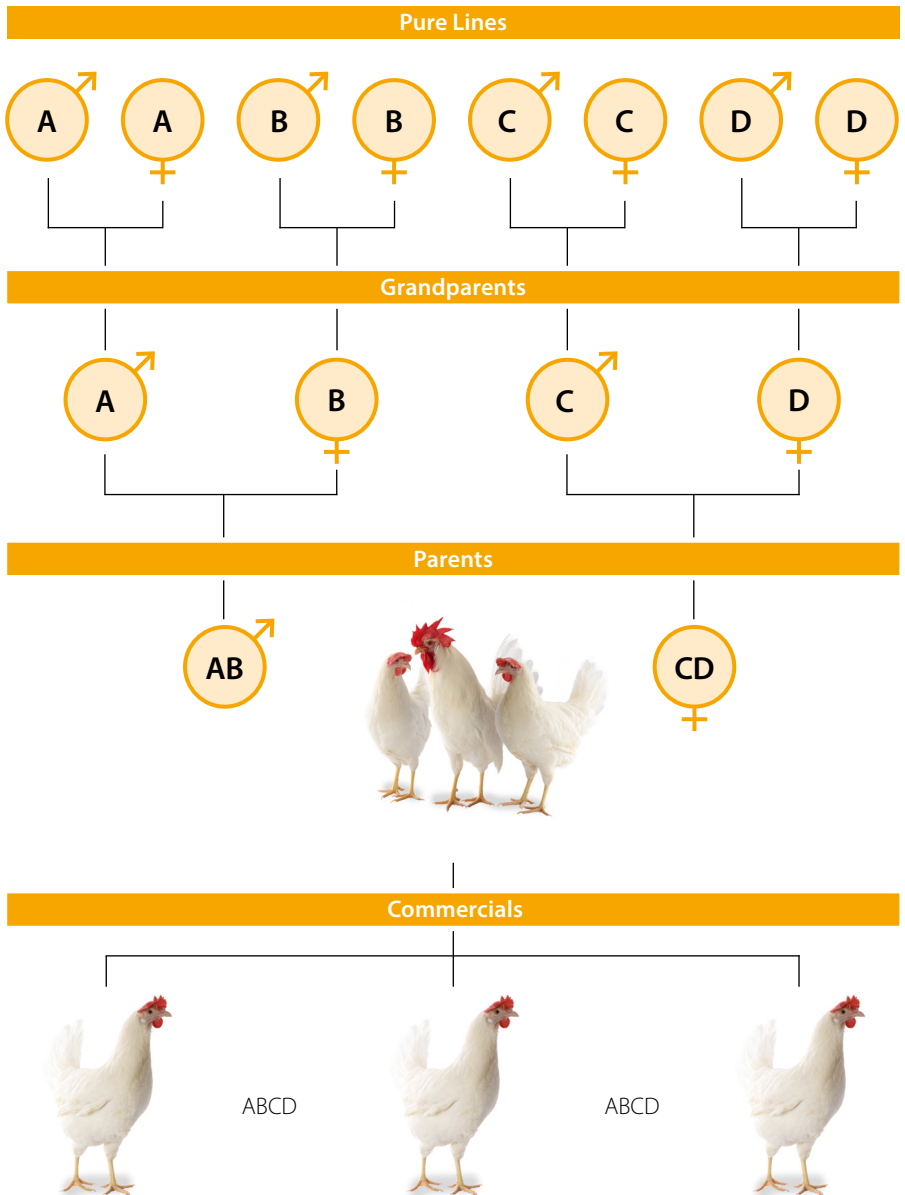 Pure Lines
A A B B C C D D
Grandparents
A B C D
Parents
AB CD
Commercials
ABCD ABCD